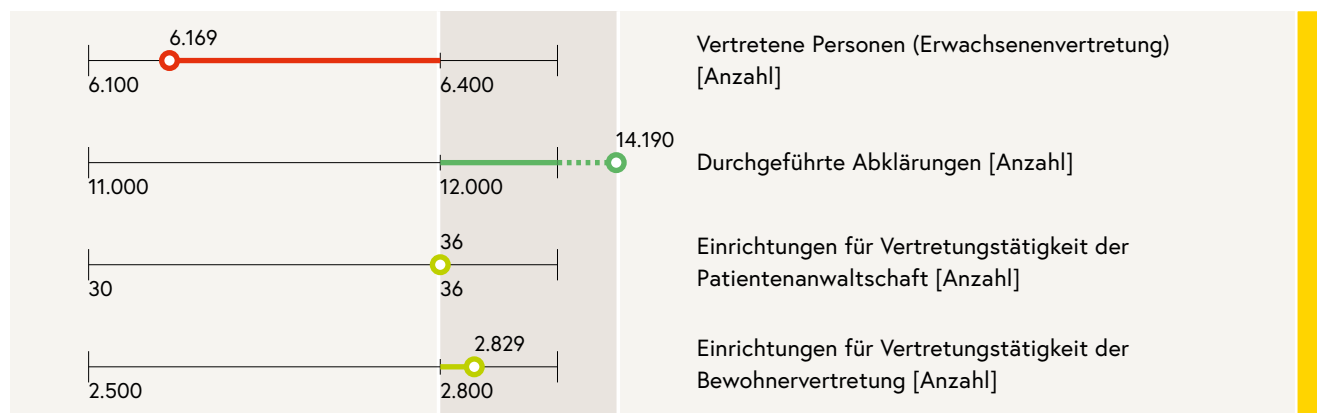 6.169
6.100 6.400
Vertretene Personen (Erwachsenenvertretung)
[Anzahl]
14.190
11.000 12.000
Durchgeführte Abklärungen [Anzahl]
36
30 36
Einrichtungen für Vertretungstätigkeit der
Patientenanwaltschaft [Anzahl]
2.829
2.500 2.800
Einrichtungen für Vertretungstätigkeit der
Bewohnervertretung [Anzahl]